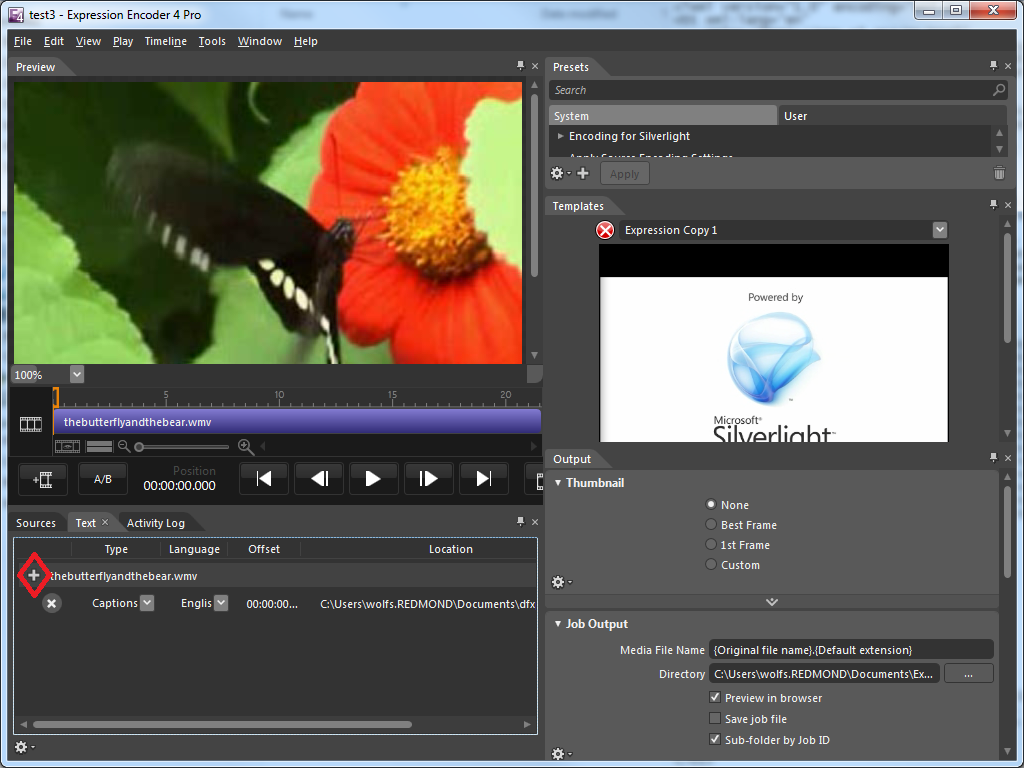 test3 - Expression Encoder 4 Pro
File Edit View Play Timeline Tools Window Help
Preview
100%
5 10 15 20
thebutterflyandthebear.wmv
A/B
Position
00:00:00.000
Sources Text Activity Log
Type Language Offset Location
thebutterflyandthebear.wmv
Captions Englis 00:00:00... C:\Users\wolfs.REDMOND\Documents\dfx
Presets
Search
System User
Encoding for Silverlight
Apply Source Encoding Settings
Apply
Templates
Expression Copy 1
Powered by
Microsoft®
Silverlight™
Output
Thumbnail
None
Best Frame
1st Frame
Custom
Job Output
Media File Name {Original file name}.{Default extension}
Directory C:\Users\wolfs.REDMOND\Documents\Ex... ...
Preview in browser
Save job file
Sub-folder by Job ID